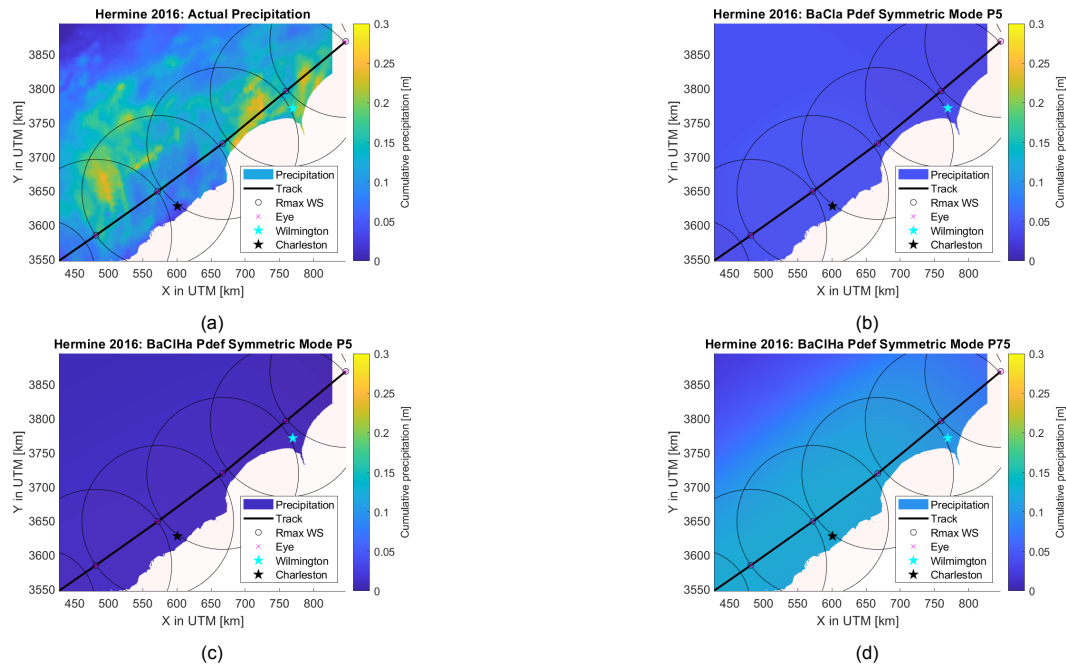 Hermine 2016: Actual Precipitation
3850
3800
3750
3700
3650
3600
3550
Y in UTM [km]
450 500 550 600 650 700 750 800
X in UTM [km]
Precipitation
Track
Rmax WS
Eye
Wilmington
Charleston
0.3
0.25
0.2
0.15
0.1
0.05
0
Cumulative precipitation [m]
(a)
Hermine 2016: BaCla Pdef Symmetric Mode P5
3850
3800
3750
3700
3650
3600
3550
Y in UTM [km]
450 500 550 600 650 700 750 800
X in UTM [km]
Precipitation
Track
Rmax WS
Eye
Wilmington
Charleston
0.3
0.25
0.2
0.15
0.1
0.05
0
Cumulative precipitation [m]
(b)
Hermine 2016: BaClHa Pdef Symmetric Mode P5
3850
3800
3750
3700
3650
3600
3550
Y in UTM [km]
450 500 550 600 650 700 750 800
X in UTM [km]
Precipitation
Track
Rmax WS
Eye
Wilmington
Charleston
0.3
0.25
0.2
0.15
0.1
0.05
0
Cumulative precipitation [m]
(c)
Hermine 2016: BaClHa Pdef Symmetric Mode P75
3850
3800
3750
3700
3650
3600
3550
Y in UTM [km]
450 500 550 600 650 700 750 800
X in UTM [km]
Precipitation
Track
Rmax WS
Eye
Wilmington
Charleston
0.3
0.25
0.2
0.15
0.1
0.05
0
Cumulative precipitation [m]
(d)